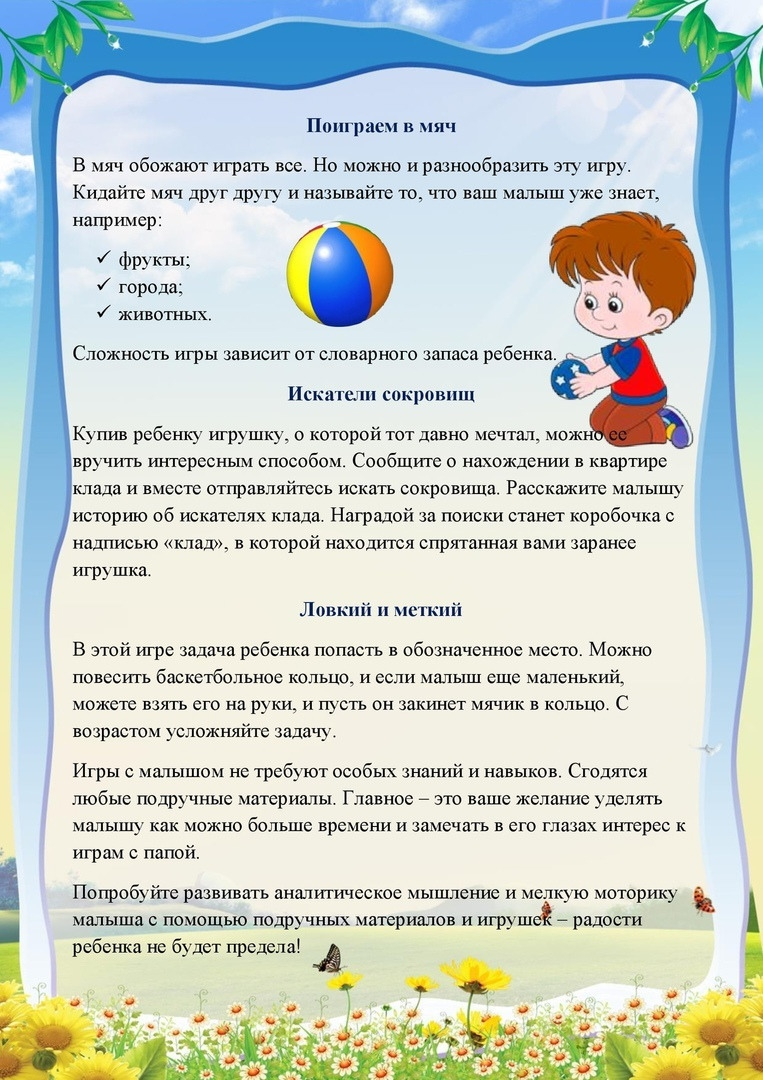 Поиграем в мяч
В мяч обожают играть все. Но можно и разнообразить эту игру.
Кидайте мяч друг другу и называйте то, что ваш малыш уже знает,
например:
✓ фрукты;
✓ города;
✓ животных.
Сложность игры зависит от словарного запаса ребенка.
Искатели сокровищ
Купив ребенку игрушку, о которой тот давно мечтал, можно ее
вручить интересным способом. Сообщите о нахождении в квартире
клада и вместе отправляйтесь искать сокровища. Расскажите малышу
историю об искателях клада. Наградой за поиски станет коробочка с
надписью «клад», в которой находится спрятанная вами заранее
игрушка.
Ловкий и меткий
В этой игре задача ребенка попасть в обозначенное место. Можно
повесить баскетбольное кольцо, и если малыш еще маленький,
можете взять его на руки, и пусть он закинет мячик в кольцо. С
возрастом усложняйте задачу.
Игры с малышом не требуют особых знаний и навыков. Сгодятся
любые подручные материалы. Главное – это ваше желание уделять
малышу как можно больше времени и замечать в его глазах интерес к
играм с папой.
Попробуйте развивать аналитическое мышление и мелкую моторику
малыша с помощью подручных материалов и игрушек – радости
ребенка не будет предела!